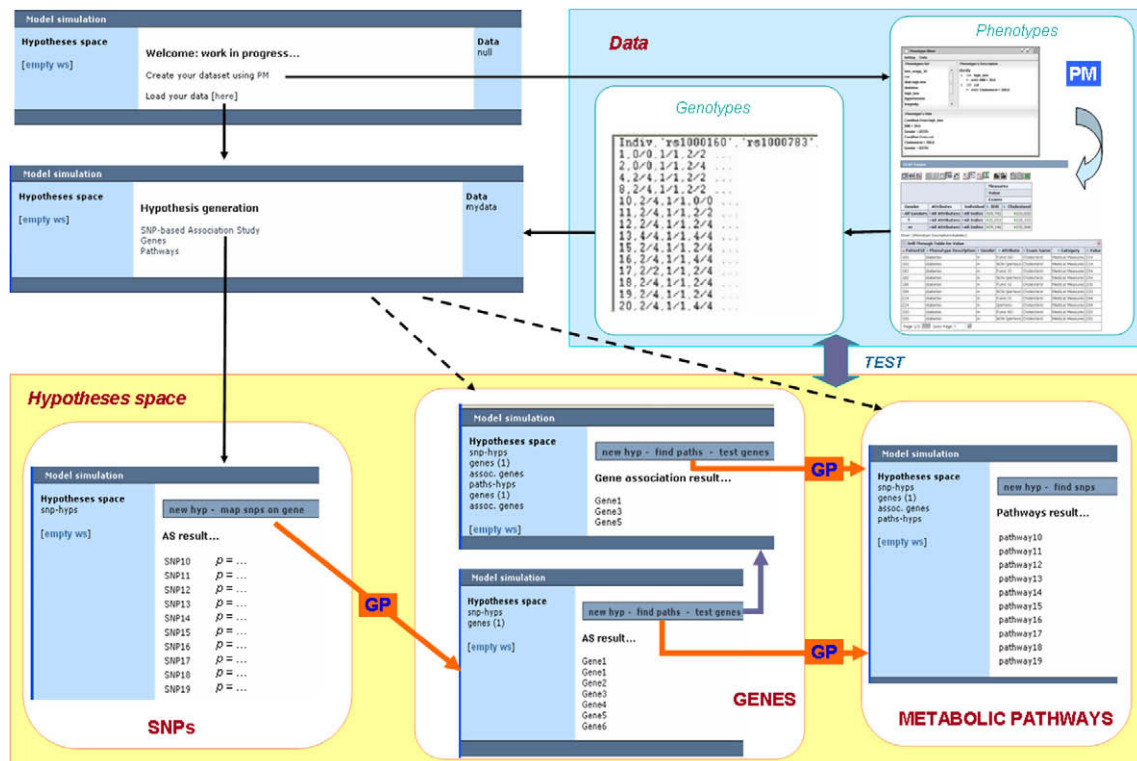 Model simulation
Hypotheses space
[empty ws]
Welcome: work in progress...
Create your dataset using PM
Load your data [here]
Data
null
Model simulation
Hypotheses space
[empty ws]
Hypothesis generation
SNP-based Association Study
Genes
Pathways
Data
mydata
Data
Genotypes
Indiv,'rs1000160','rs1000783'.
1,0/0,1/1,2/2 ...
2,0/0,1/1,2/4 ...
4,2/4,1/1,2/2 ...
8,2/4,1/1,2/2 ...
10,2/4,1/1,0/0 ...
11,2/4,1/1,2/2 ...
12,2/4,1/1,2/4 ...
13,4/4,1/1,4/4 ...
15,2/4,1/1,2/4 ...
16,2/4,1/1,4/4 ...
17,2/2,1/1,2/4 ...
18,2/4,1/1,2/4 ...
19,2/4,1/1,2/4 ...
20,2/4,1/1,4/4 ...
Phenotypes
PM
Measures
Value
Exams
Gender
Attributes
Individual
BMI
Cholesterol
TEST
Hypotheses space
Model simulation
Hypotheses space
snp-hyps
[empty ws]
new hyp - map snps on gene
AS result...
SNP10 p = ...
SNP11 p = ...
SNP12 p = ...
SNP13 p = ...
SNP14 p = ...
SNP15 p = ...
SNP16 p = ...
SNP17 p = ...
SNP18 p = ...
SNP19 p = ...
SNPs
GP
Model simulation
Hypotheses space
snp-hyps
genes (1)
assoc. genes
paths-hyps
genes (1)
assoc. genes
[empty ws]
new hyp - find paths - test genes
Gene association result...
Gene1
Gene3
Gene5
Model simulation
Hypotheses space
snp-hyps
genes (1)
[empty ws]
new hyp - find paths - test genes
AS result...
Gene1
Gene1
Gene2
Gene3
Gene4
Gene5
Gene6
GENES
GP
GP
Model simulation
Hypotheses space
snp-hyps
genes (1)
assoc. genes
paths-hyps
[empty ws]
new hyp - find snps
Pathways result...
pathway10
pathway11
pathway12
pathway13
pathway14
pathway15
pathway16
pathway17
pathway18
pathway19
METABOLIC PATHWAYS